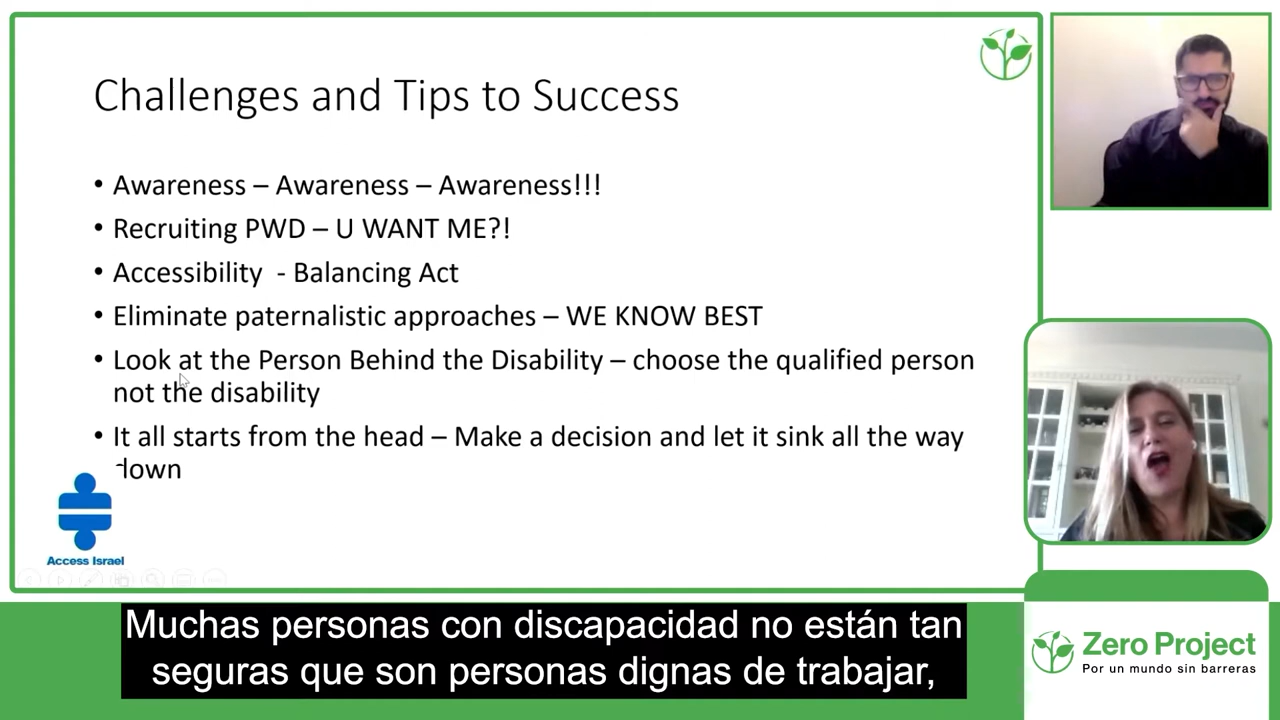 Challenges and Tips to Success
• Awareness – Awareness – Awareness!!!
• Recruiting PWD – U WANT ME?!
• Accessibility - Balancing Act
• Eliminate paternalistic approaches – WE KNOW BEST
• Look at the Person Behind the Disability – choose the qualified person
not the disability
• It all starts from the head – Make a decision and let it sink all the way
down
Access Israel
Muchas personas con discapacidad no están tan
seguras que son personas dignas de trabajar,
Zero Project
Por un mundo sin barreras